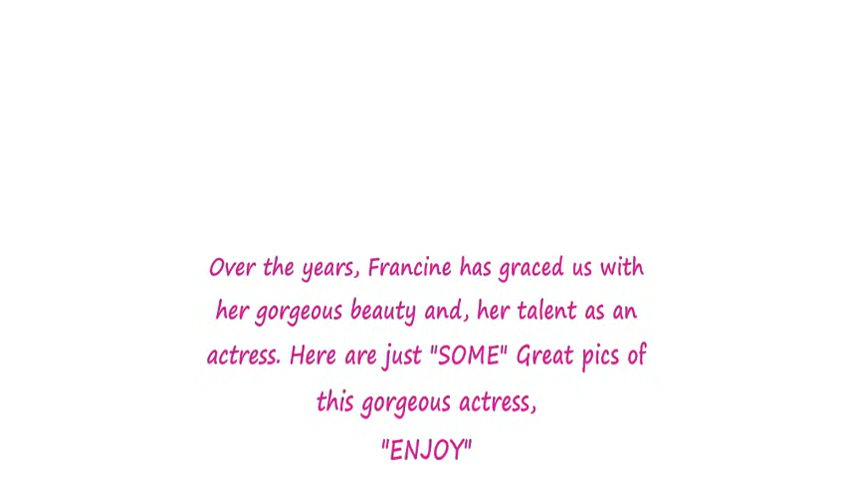 Over the years, Francine has graced us with
her gorgeous beauty and, her talent as an
actress. Here are just "SOME" Great pics of
this gorgeous actress,
"ENJOY"